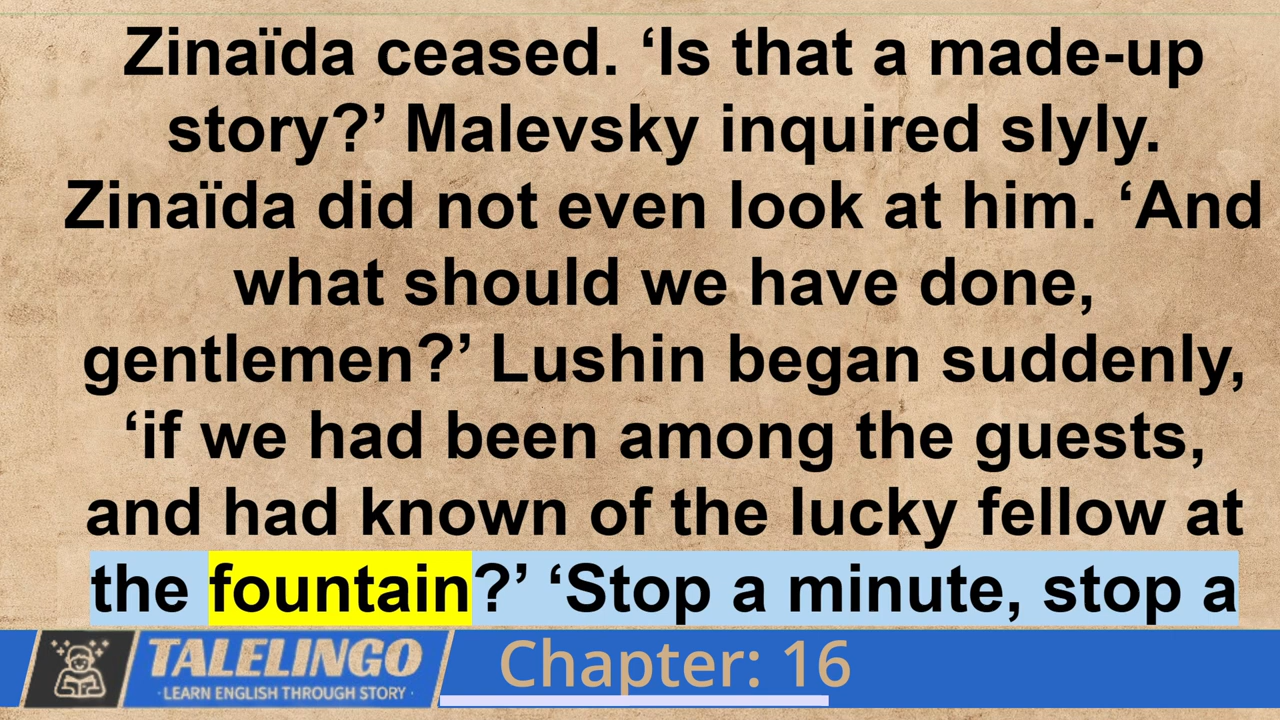 Zinaïda ceased. ‘Is that a made-up
story?’ Malevsky inquired slyly.
Zinaïda did not even look at him. ‘And
what should we have done,
gentlemen?’ Lushin began suddenly,
‘if we had been among the guests,
and had known of the lucky fellow at
the fountain?’ ‘Stop a minute, stop a
TALELINGO
· LEARN ENGLISH THROUGH STORY ·
Chapter: 16